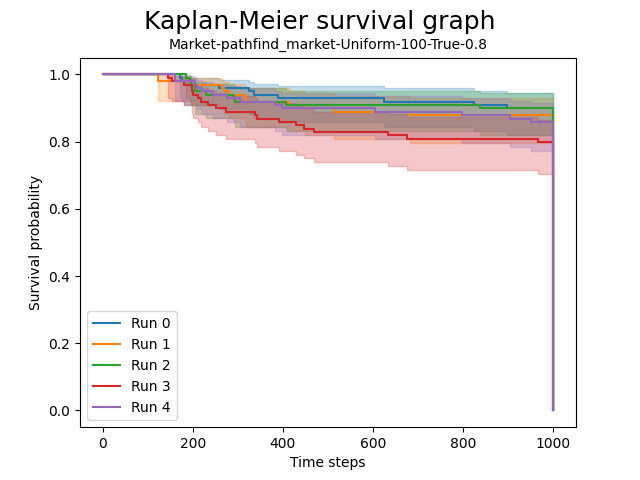 Kaplan-Meier survival graph
Market-pathfind_market-Uniform-100-True-0.8
Survival probability
1.0
0.8
0.6
0.4
0.2
0.0
Run 0
Run 1
Run 2
Run 3
Run 4
0 200 400 600 800 1000
Time steps